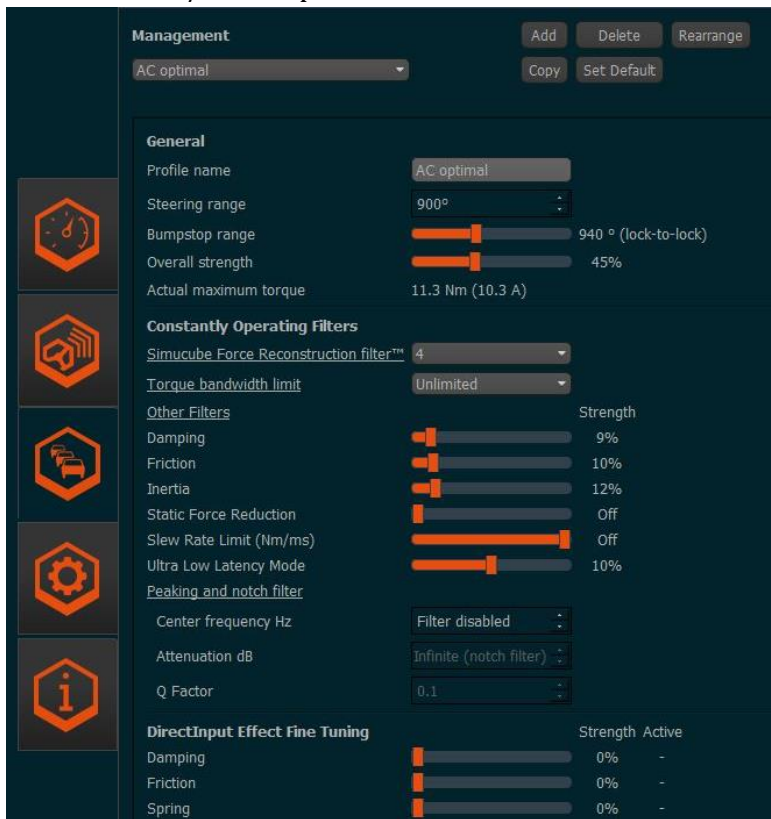 Management Add Delete Rearrange
AC optimal Copy Set Default
General
Profile name AC optimal
Steering range 900°
Bumpstop range 940 ° (lock-to-lock)
Overall strength 45%
Actual maximum torque 11.3 Nm (10.3 A)
Constantly Operating Filters
Simucube Force Reconstruction filter™ 4
Torque bandwidth limit Unlimited
Other Filters Strength
Damping 9%
Friction 10%
Inertia 12%
Static Force Reduction Off
Slew Rate Limit (Nm/ms) Off
Ultra Low Latency Mode 10%
Peaking and notch filter
Center frequency Hz Filter disabled
Attenuation dB Infinite (notch filter)
Q Factor 0.1
DirectInput Effect Fine Tuning Strength Active
Damping 0% -
Friction 0% -
Spring 0% -